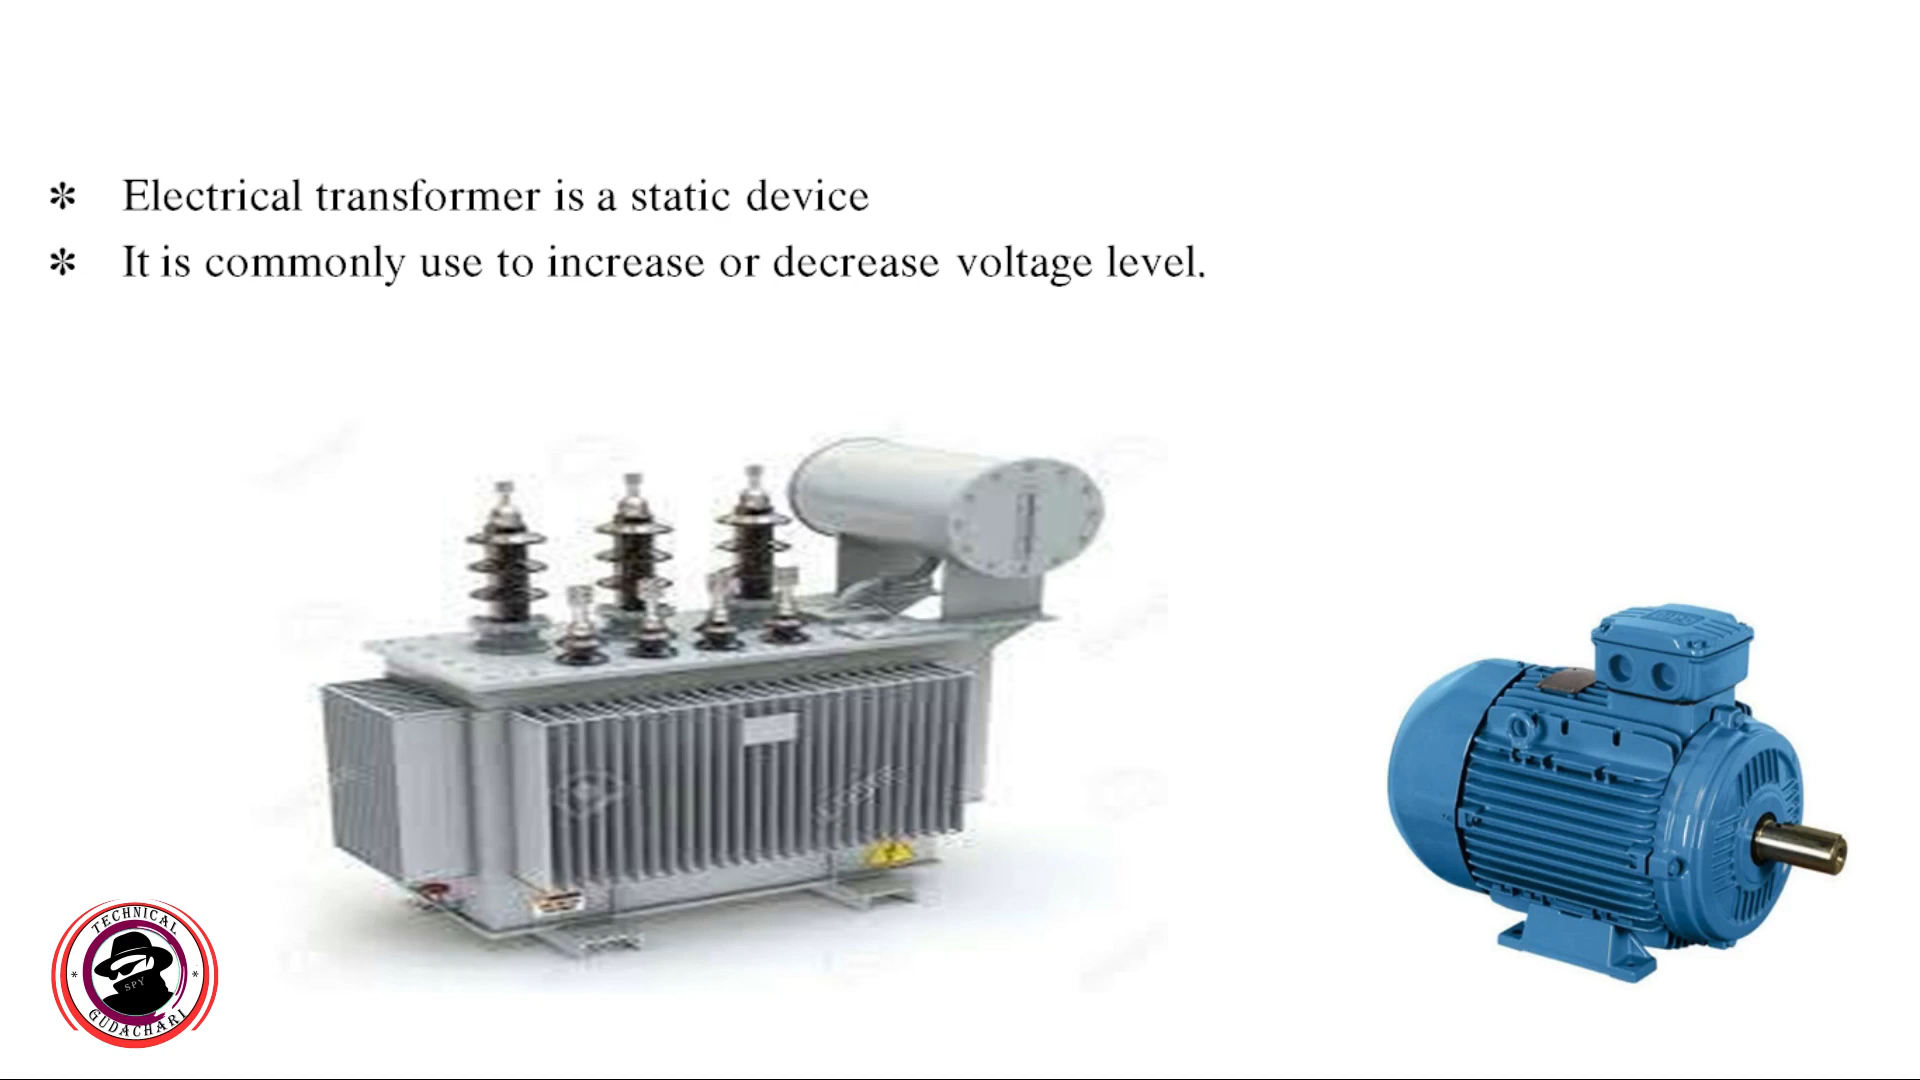 * Electrical transformer is a static device
* It is commonly use to increase or decrease voltage level.
TECHNICAL
SPY
* *
GUDACHARI